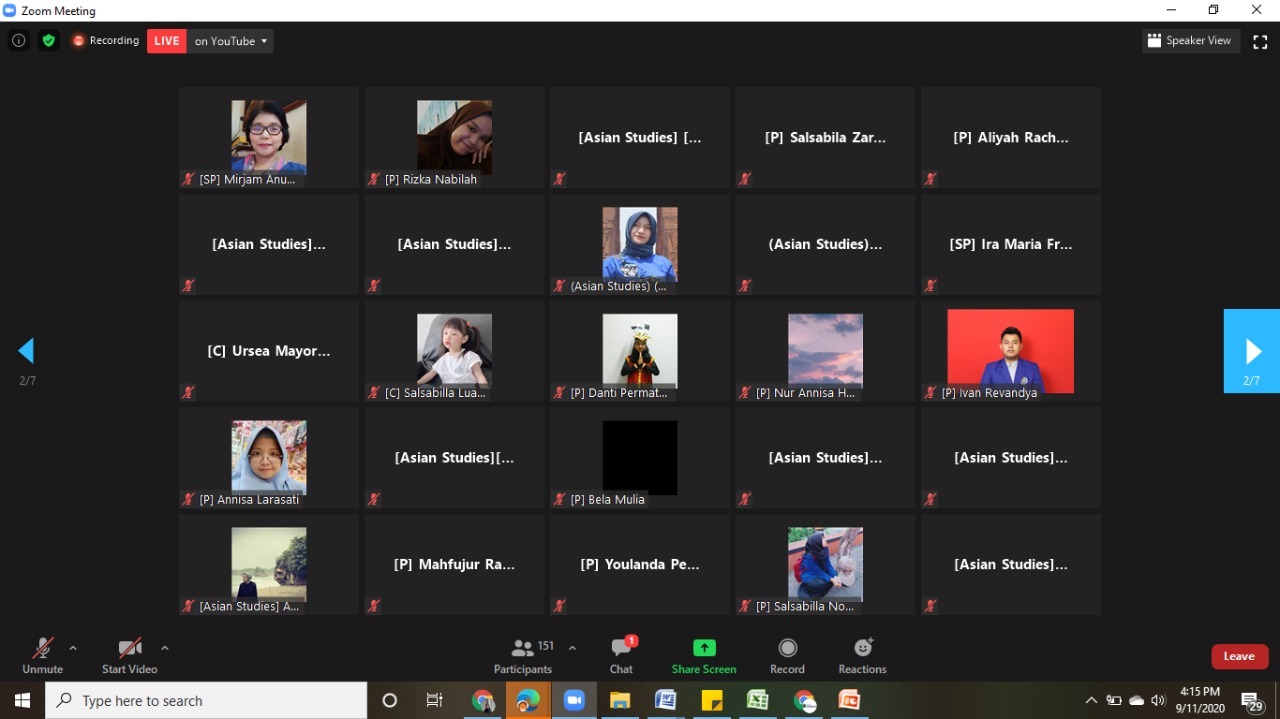 Zoom Meeting
Recording
LIVE on YouTube
Speaker View
[SP] Mirjam Anu...
[P] Rizka Nabilah
[Asian Studies] [...
[P] Salsabila Zar...
[P] Aliyah Rach...
[Asian Studies]...
[Asian Studies]...
(Asian Studies) (...
(Asian Studies)...
[SP] Ira Maria Fr...
[C] Ursea Mayor...
[C] Salsabilla Lua...
[P] Danti Permat...
[P] Nur Annisa H...
[P] Ivan Revandya
2/7
2/7
[P] Annisa Larasati
[Asian Studies][...
[P] Bela Mulia
[Asian Studies]...
[Asian Studies]...
[Asian Studies] A...
[P] Mahfujur Ra...
[P] Youlanda Pe...
[P] Salsabilla No...
[Asian Studies]...
Unmute
Start Video
151
Participants
1
Chat
Share Screen
Record
Reactions
Leave
Type here to search
4:15 PM
9/11/2020
29